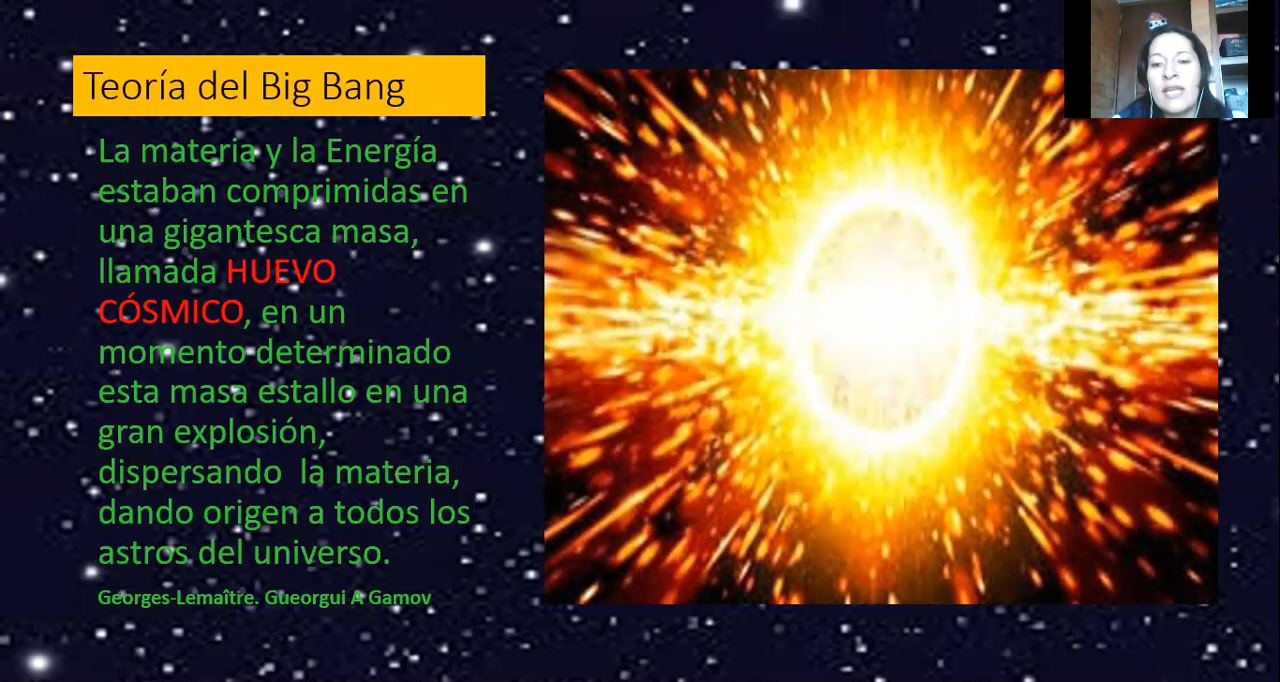 Teoría del Big Bang
La materia y la Energía
estaban comprimidas en
una gigantesca masa,
llamada HUEVO
CÓSMICO, en un
momento determinado
esta masa estallo en una
gran explosión,
dispersando  la materia,
dando origen a todos los
astros del universo.
Georges-Lemaître. Gueorgui A Gamov